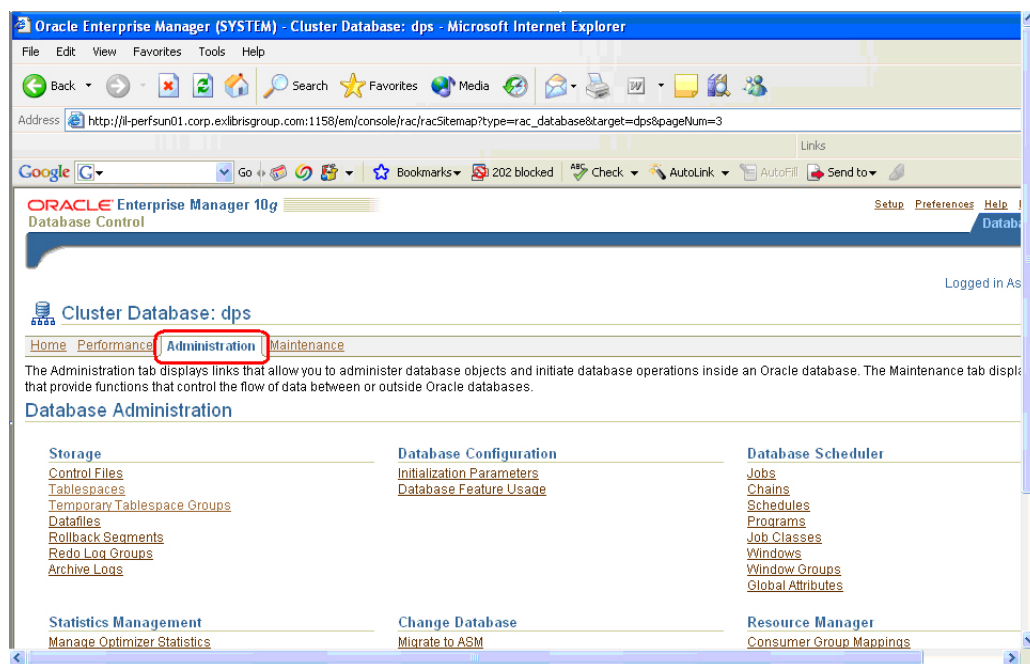 Oracle Enterprise Manager (SYSTEM) - Cluster Database: dps - Microsoft Internet Explorer
File Edit View Favorites Tools Help
Back Search Favorites Media
Address http://il-perfsun01.corp.exlibrisgroup.com:1158/em/console/rac/racSitemap?type=rac_database&target=dps&pageNum=3
Links
Google G Go Bookmarks 202 blocked ABC Check AutoLink AutoFill Send to
ORACLE Enterprise Manager 10g
Setup Preferences Help
Database Control
Databa
Logged in As
Cluster Database: dps
Home Performance Administration Maintenance
The Administration tab displays links that allow you to administer database objects and initiate database operations inside an Oracle database. The Maintenance tab displa
that provide functions that control the flow of data between or outside Oracle databases.
Database Administration
Storage
Control Files
Tablespaces
Temporary Tablespace Groups
Datafiles
Rollback Segments
Redo Log Groups
Archive Logs
Database Configuration
Initialization Parameters
Database Feature Usage
Database Scheduler
Jobs
Chains
Schedules
Programs
Job Classes
Windows
Window Groups
Global Attributes
Statistics Management
Manage Optimizer Statistics
Change Database
Migrate to ASM
Resource Manager
Consumer Group Mappings